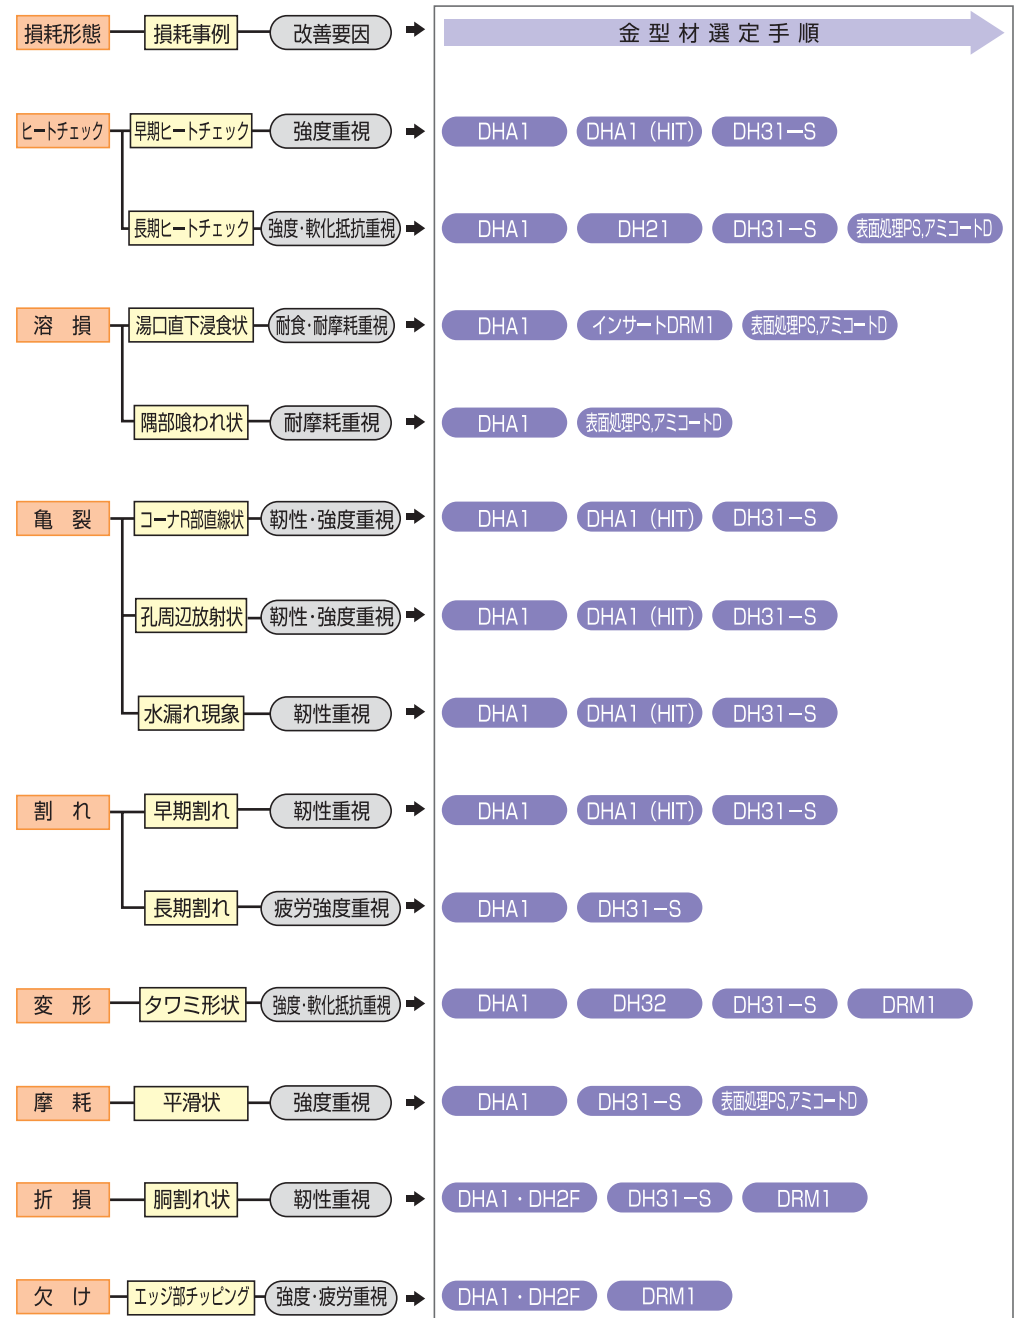 損耗形態 損耗事例 改善要因 金型材選定手順
ヒートチェック 早期ヒートチェック 強度重視 DHA1 DHA1(HIT) DH31−S
長期ヒートチェック 強度・軟化抵抗重視 DHA1 DH21 DH31−S 表面処理PS,アミコートD
溶 損 湯口直下浸食状 耐食・耐摩耗重視 DHA1 インサートDRM1 表面処理PS,アミコートD
隅部喰われ状 耐摩耗重視 DHA1 表面処理PS,アミコートD
亀 裂 コーナR部直線状 靭性・強度重視 DHA1 DHA1(HIT) DH31−S
孔周辺放射状 靭性・強度重視 DHA1 DHA1(HIT) DH31−S
水漏れ現象 靭性重視 DHA1 DHA1(HIT) DH31−S
割 れ 早期割れ 靭性重視 DHA1 DHA1(HIT) DH31−S
長期割れ 疲労強度重視 DHA1 DH31−S
変 形 タワミ形状 強度・軟化抵抗重視 DHA1 DH32 DH31−S DRM1
摩 耗 平滑状 強度重視 DHA1 DH31−S 表面処理PS,アミコートD
折 損 胴割れ状 靭性重視 DHA1・DH2F DH31−S DRM1
欠 け エッジ部チッピング 強度・疲労重視 DHA1・DH2F DRM1